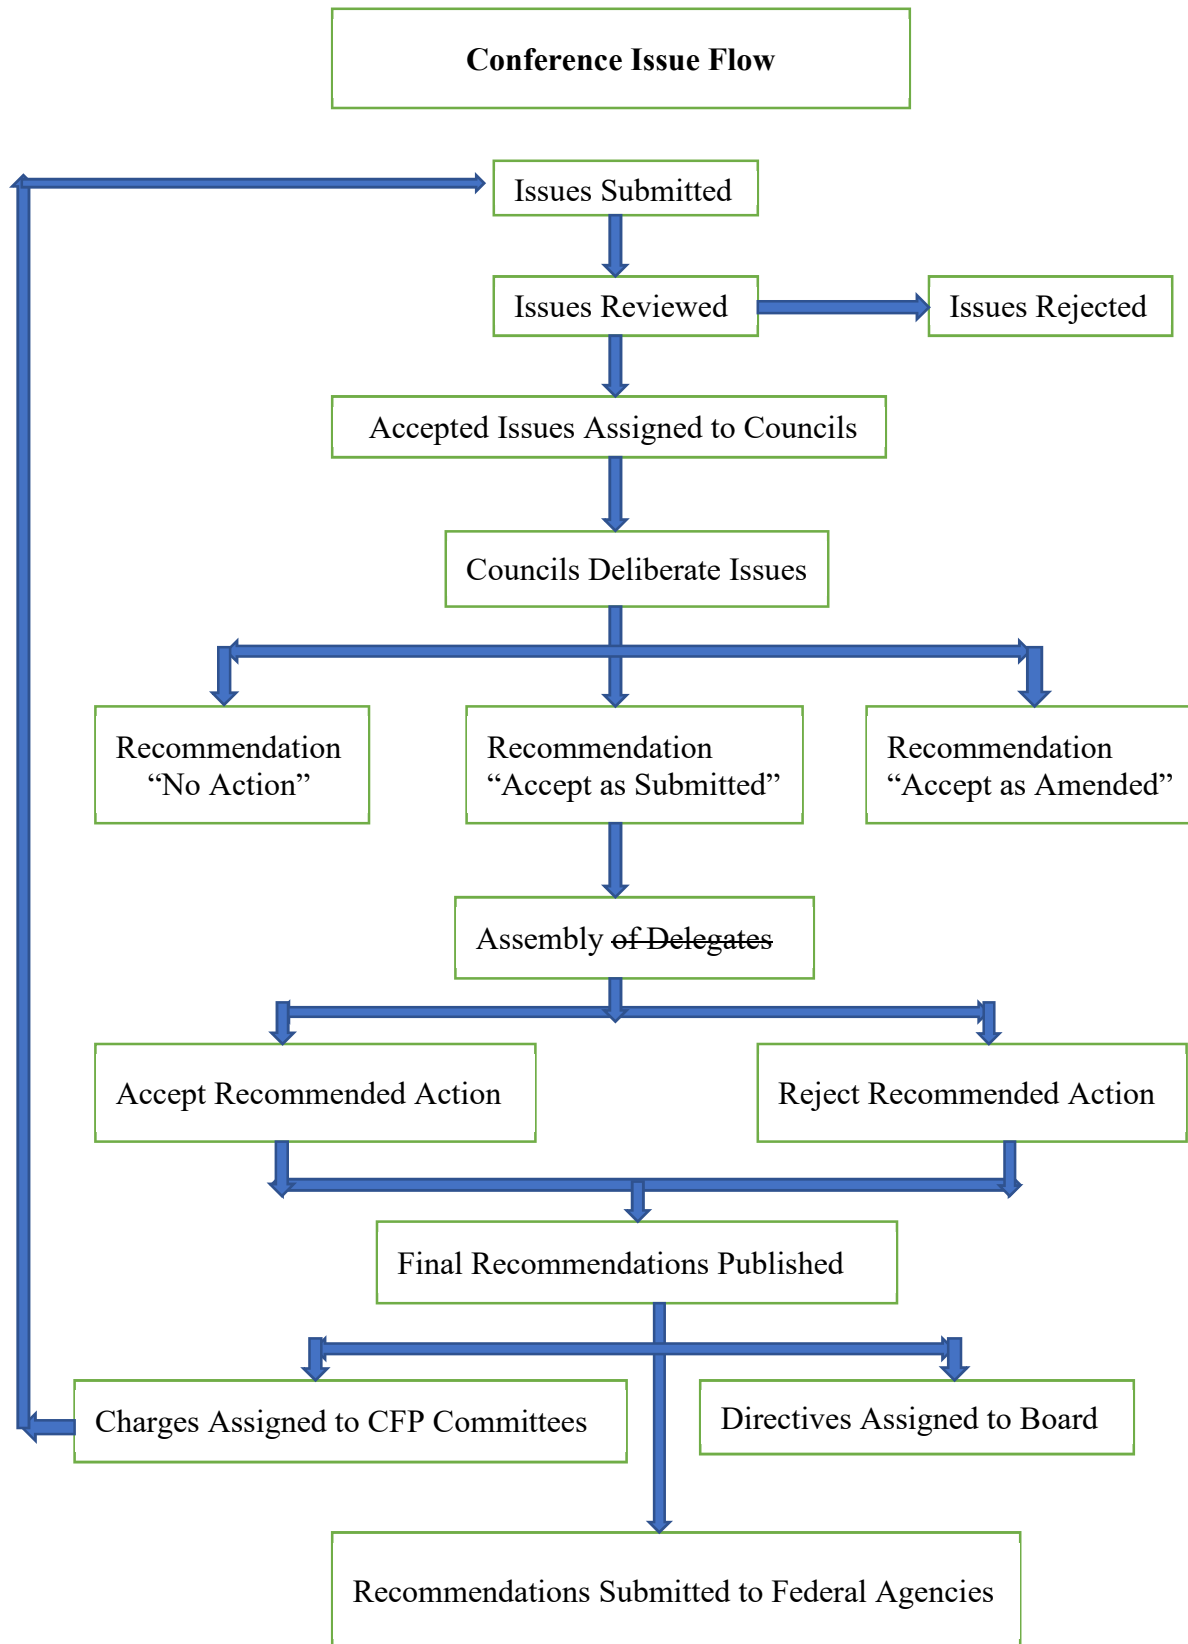 Conference Issue Flow
Issues Submitted
Issues Reviewed
Issues Rejected
Accepted Issues Assigned to Councils
Councils Deliberate Issues
Recommendation
“No Action”
Recommendation
“Accept as Submitted”
Recommendation
“Accept as Amended”
Assembly of Delegates
Accept Recommended Action
Reject Recommended Action
Final Recommendations Published
Charges Assigned to CFP Committees
Directives Assigned to Board
Recommendations Submitted to Federal Agencies